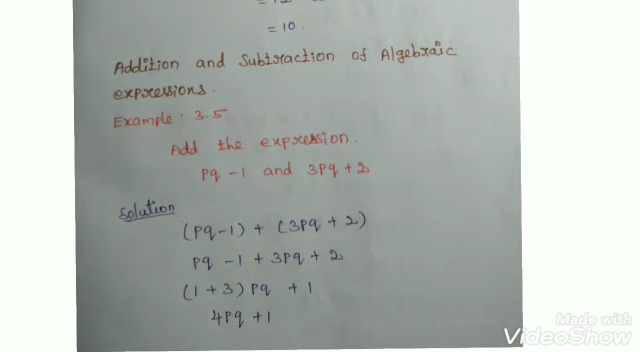 = 10.
Addition and Subtraction of Algebraic
expressions.
Example: 3.5
Add the expression.
pq - 1 and 3pq + 2
Solution
(pq - 1) + (3pq + 2)
pq - 1 + 3pq + 2
(1 + 3) pq + 1
4pq + 1
Made with
VideoShow